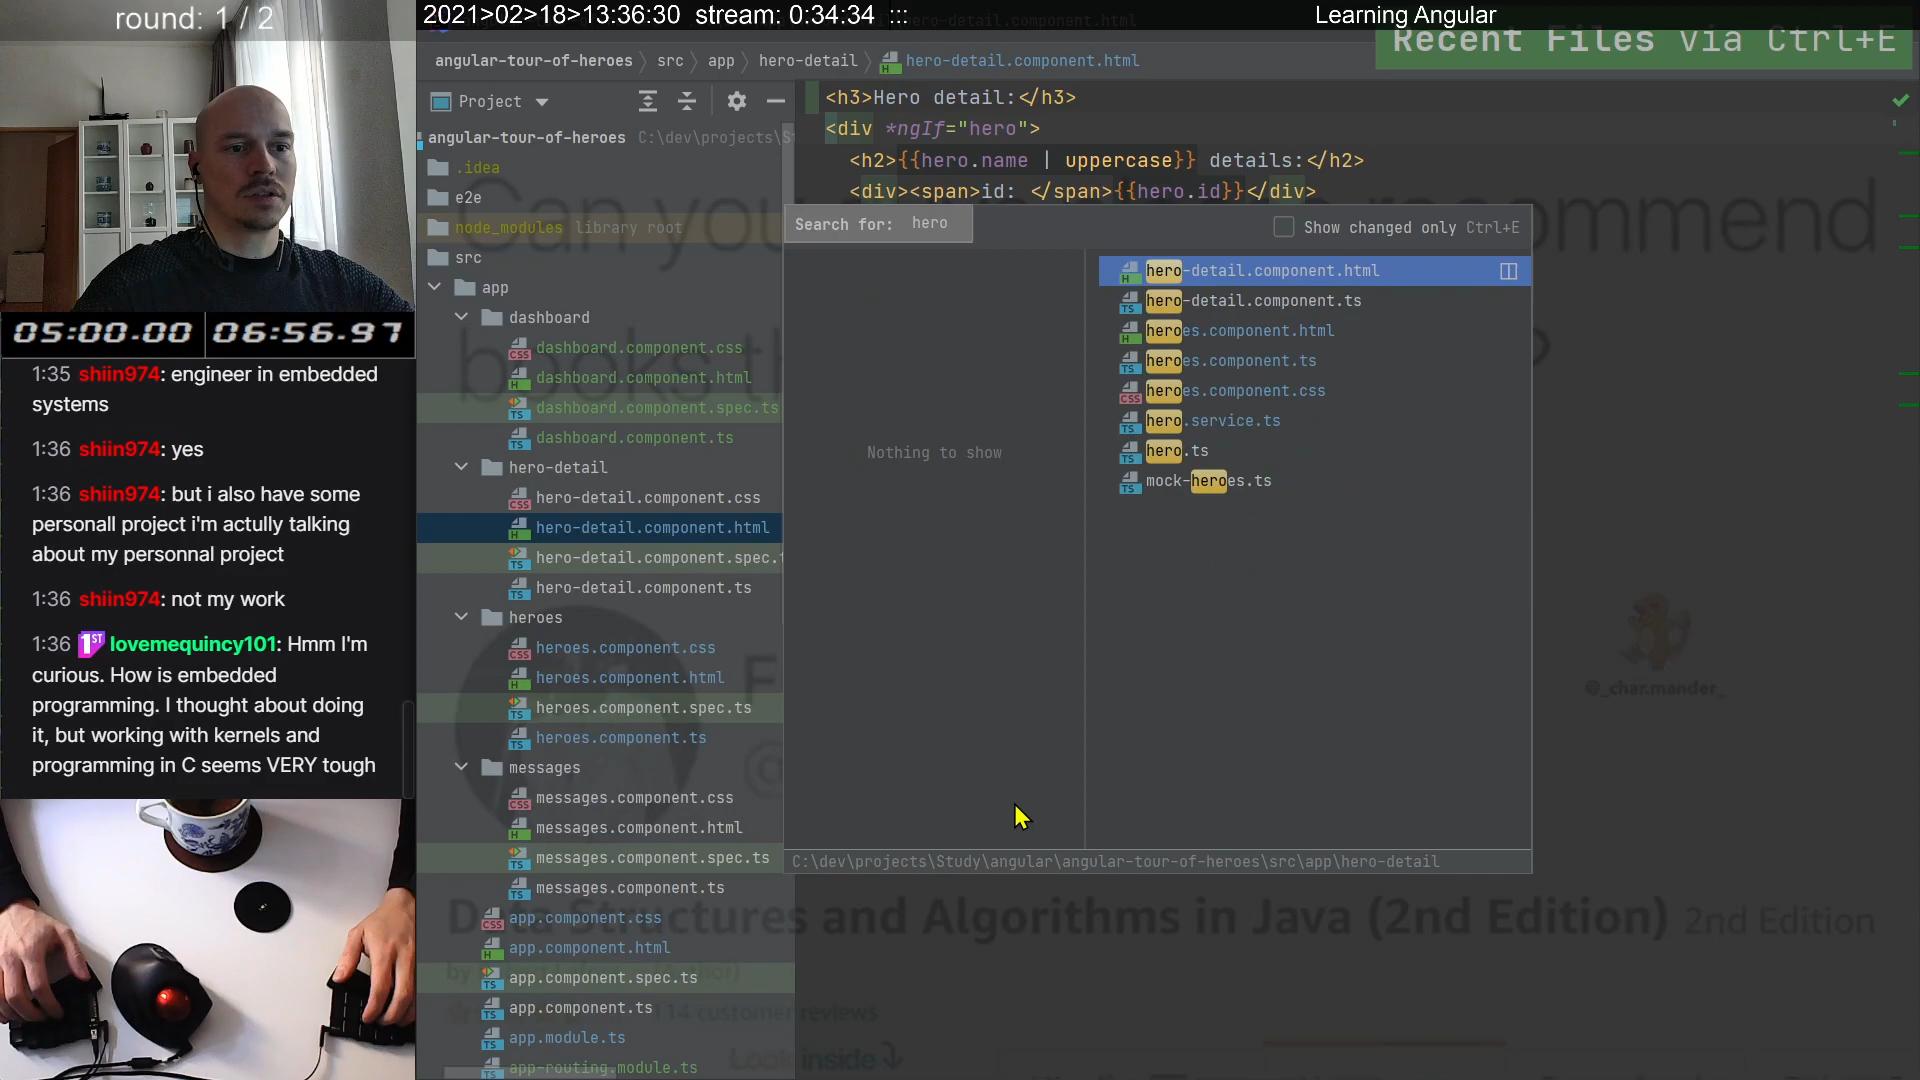 round: 1 / 2
2021>02>18>13:36:30 stream: 0:34:34 :::
Learning Angular
Recent Files via Ctrl+E
angular-tour-of-heroes
src
app
hero-detail
hero-detail.component.html
Project
<h3>Hero detail:</h3>
<div *ngIf="hero">
<h2>{{hero.name | uppercase}} details:</h2>
<div><span>id: </span>{{hero.id}}</div>
angular-tour-of-heroes C:\dev\projects\
.idea
e2e
node_modules library root
src
app
dashboard
dashboard.component.css
dashboard.component.html
dashboard.component.spec.ts
dashboard.component.ts
hero-detail
hero-detail.component.css
hero-detail.component.html
hero-detail.component.spec.
hero-detail.component.ts
heroes
heroes.component.css
heroes.component.html
heroes.component.spec.ts
heroes.component.ts
messages
messages.component.css
messages.component.html
messages.component.spec.ts
messages.component.ts
app.component.css
app.component.html
app.component.spec.ts
app.component.ts
app.module.ts
app-routing.module.ts
Search for: hero
Show changed only Ctrl+E
Nothing to show
hero-detail.component.html
hero-detail.component.ts
heroes.component.html
heroes.component.ts
heroes.component.css
hero.service.ts
hero.ts
mock-heroes.ts
C:\dev\projects\Study\angular\angular-tour-of-heroes\src\app\hero-detail
Can you
ommend
books th
@_char.mander_
Data Structures and Algorithms in Java (2nd Edition) 2nd Edition
114 customer reviews
Look inside
05:00.00
06:56.97
1:35 shiin974: engineer in embedded
systems
1:36 shiin974: yes
1:36 shiin974: but i also have some
personall project i'm actully talking
about my personnal project
1:36 shiin974: not my work
1:36 1ST lovemequincy101: Hmm I'm
curious. How is embedded
programming. I thought about doing
it, but working with kernels and
programming in C seems VERY tough